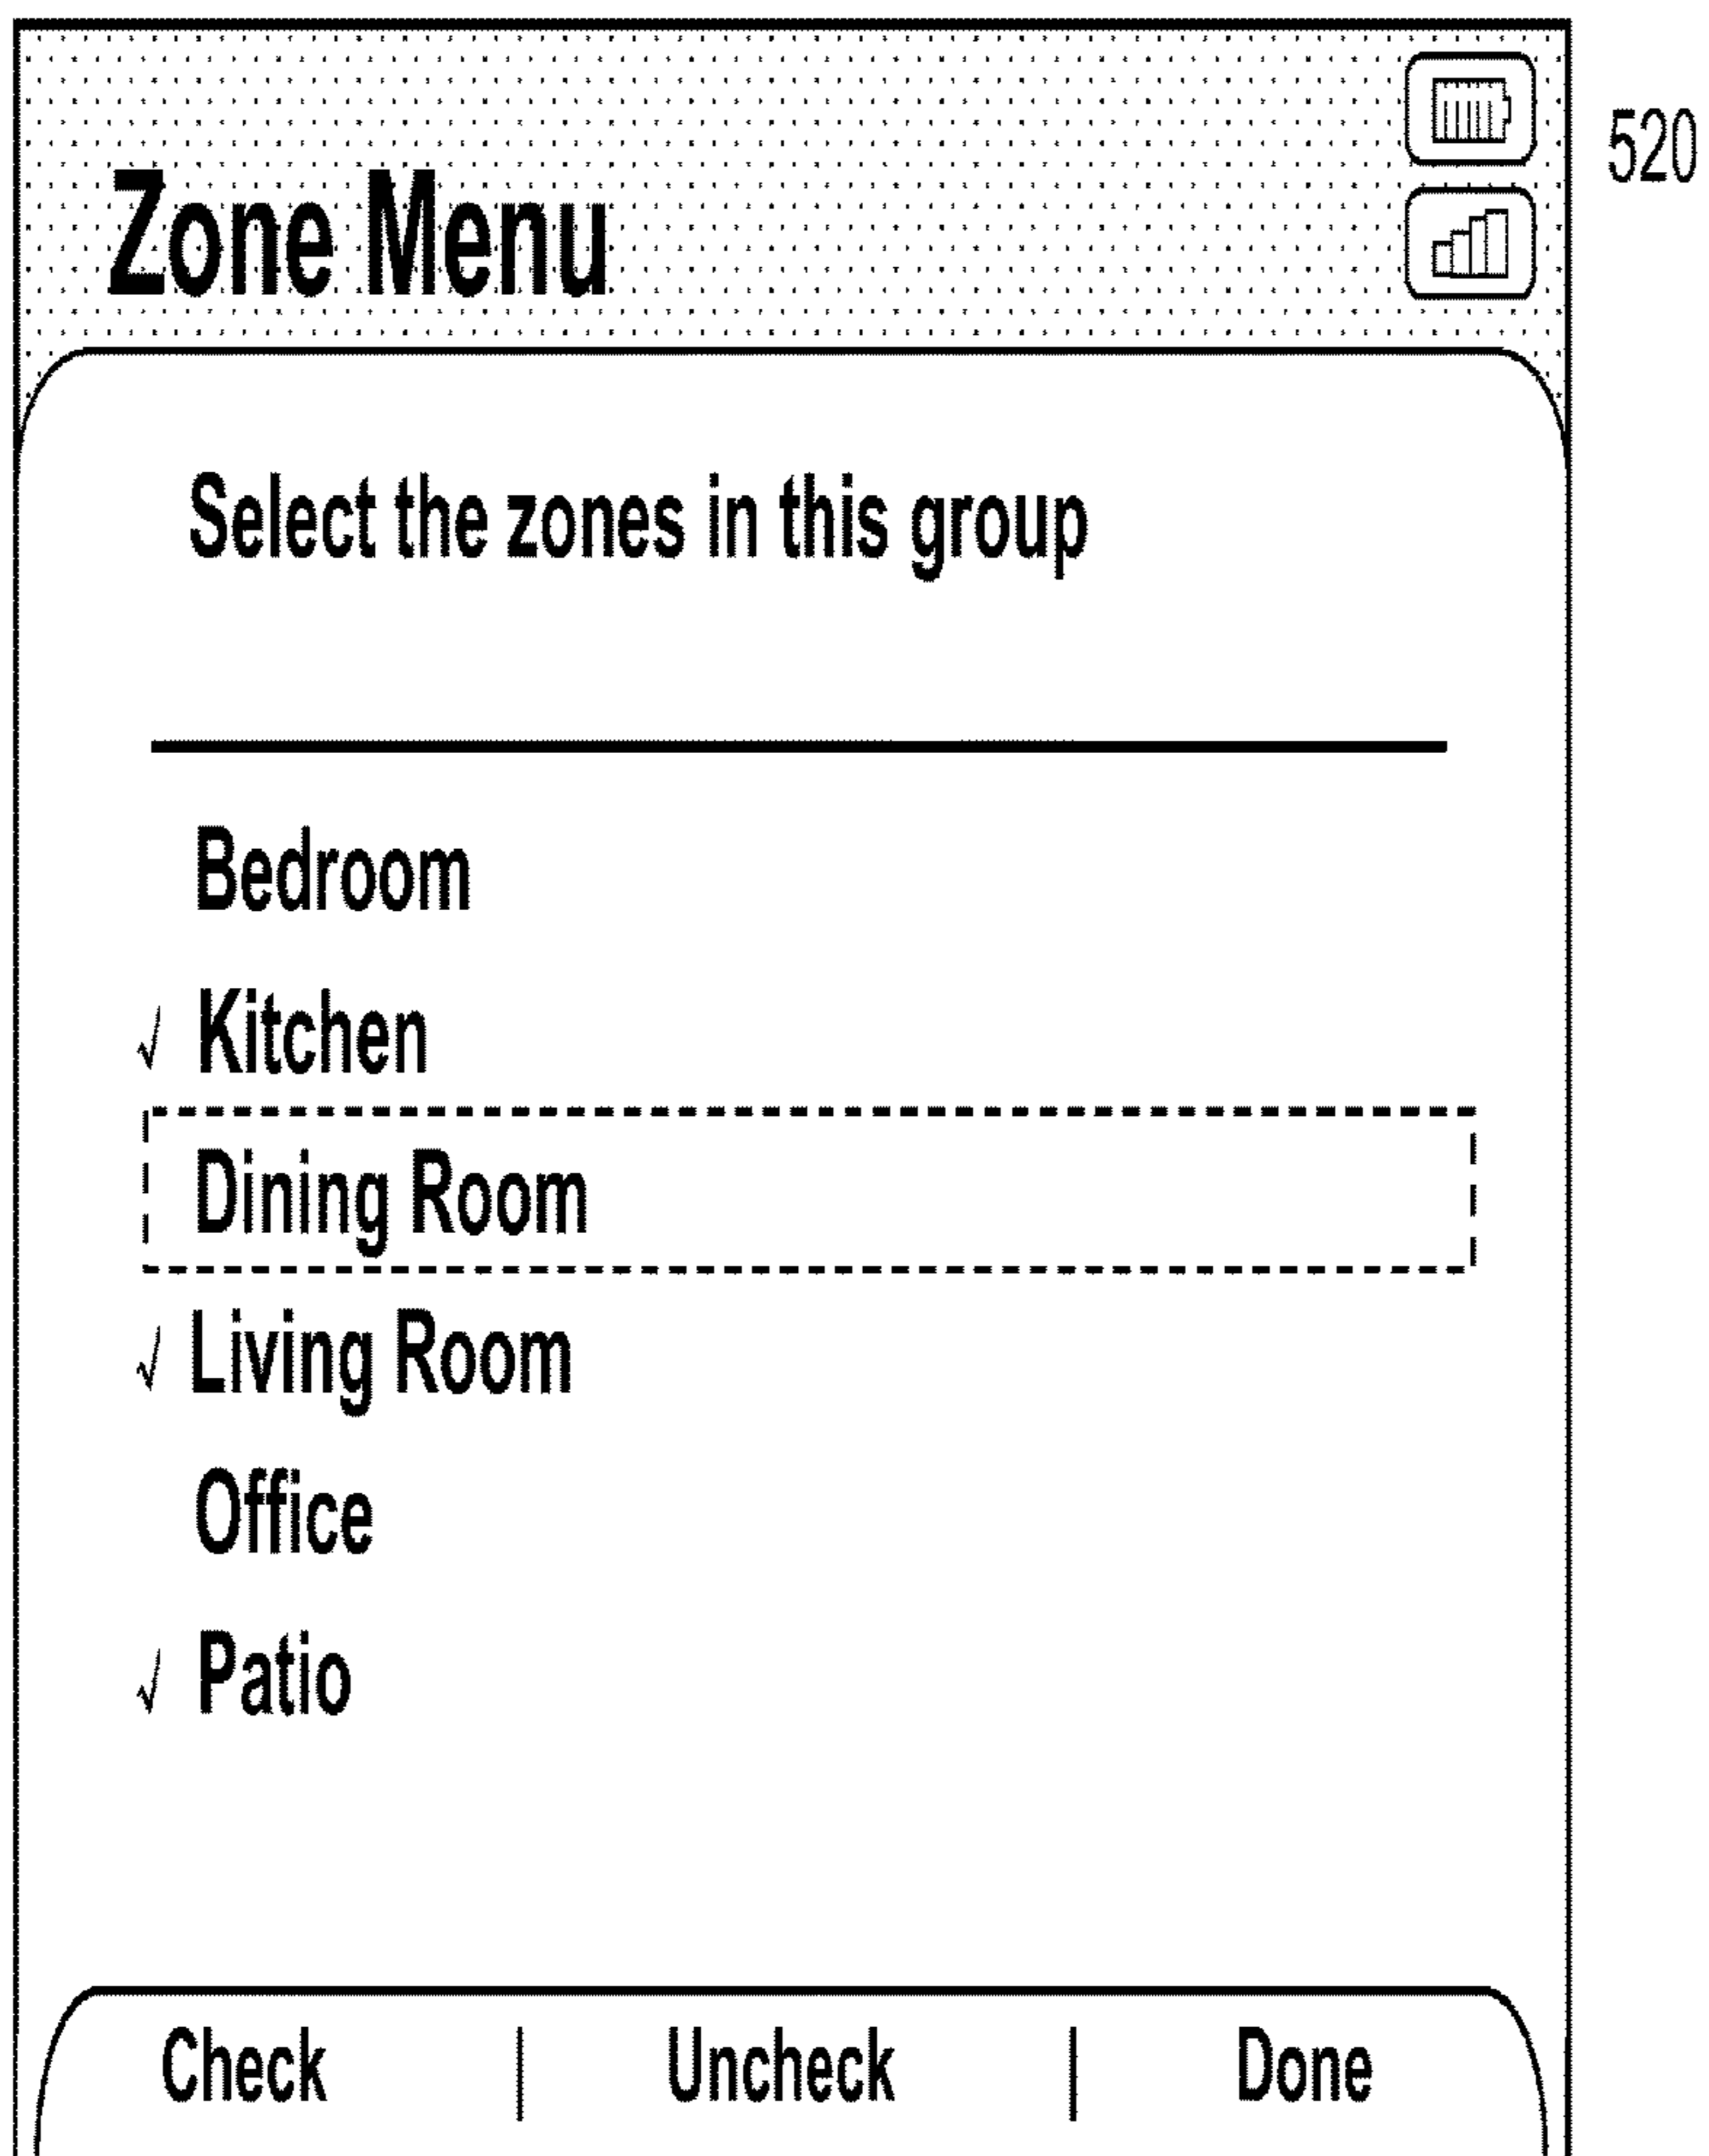 520
Zone Menu
Select the zones in this group
Bedroom
√ Kitchen
Dining Room
√ Living Room
Office
√ Patio
Check | Uncheck | Done